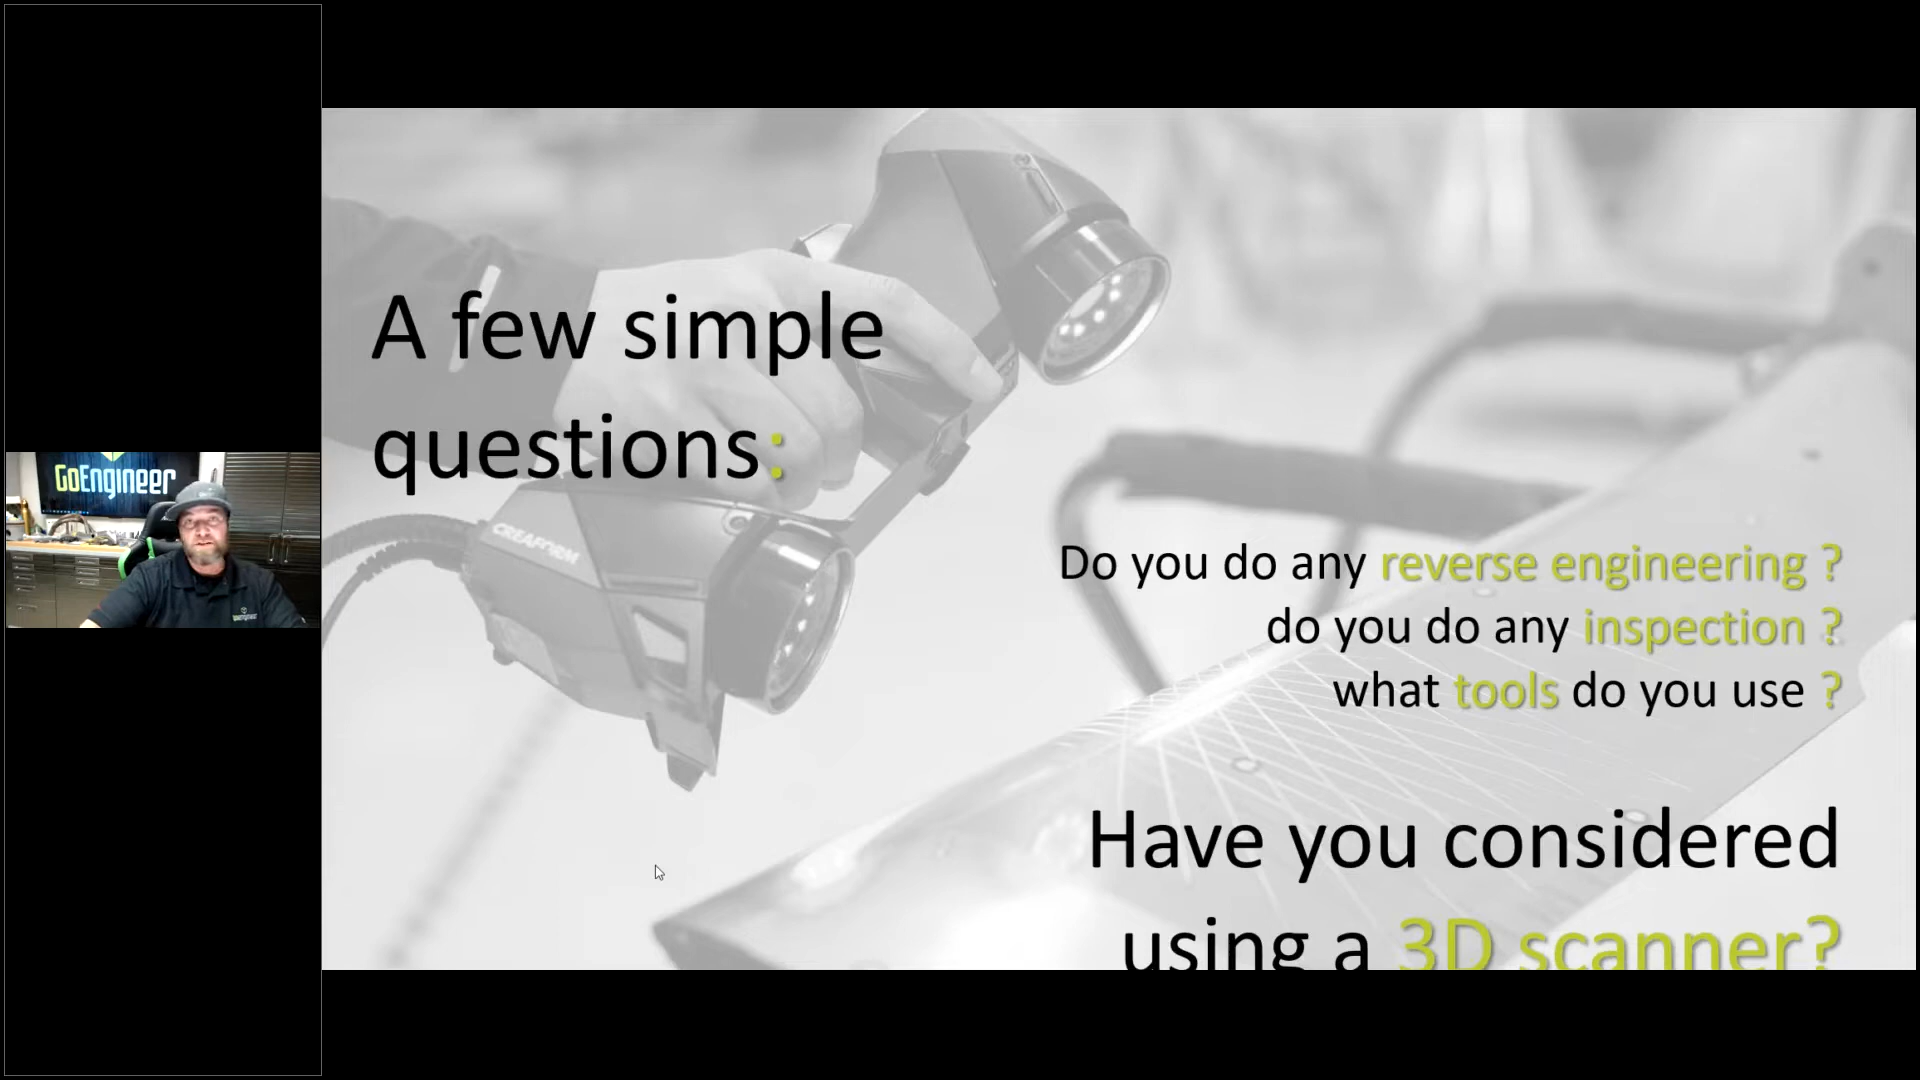 GoEngineer
A few simple
questions:
CREAFORM
Do you do any reverse engineering ?
do you do any inspection ?
what tools do you use ?
Have you considered
using a 3D scanner?